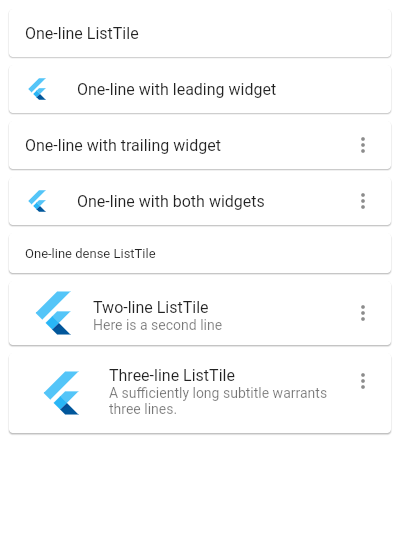 One-line ListTile
One-line with leading widget
One-line with trailing widget
One-line with both widgets
One-line dense ListTile
Two-line ListTile
Here is a second line
Three-line ListTile
A sufficiently long subtitle warrants
three lines.